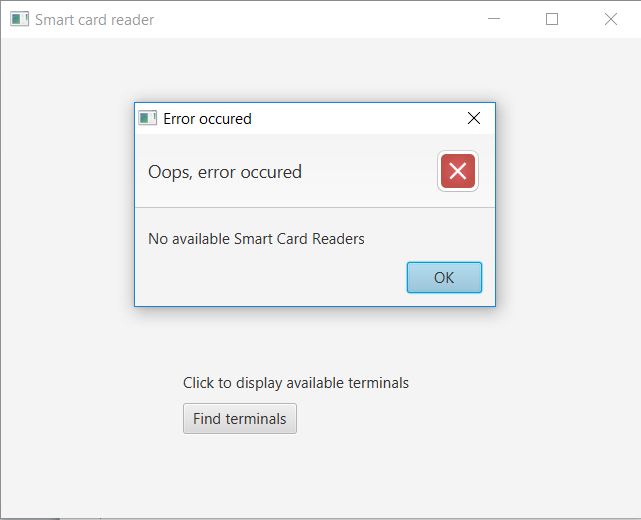 Smart card reader
Error occured
Oops, error occured
No available Smart Card Readers
OK
Click to display available terminals
Find terminals